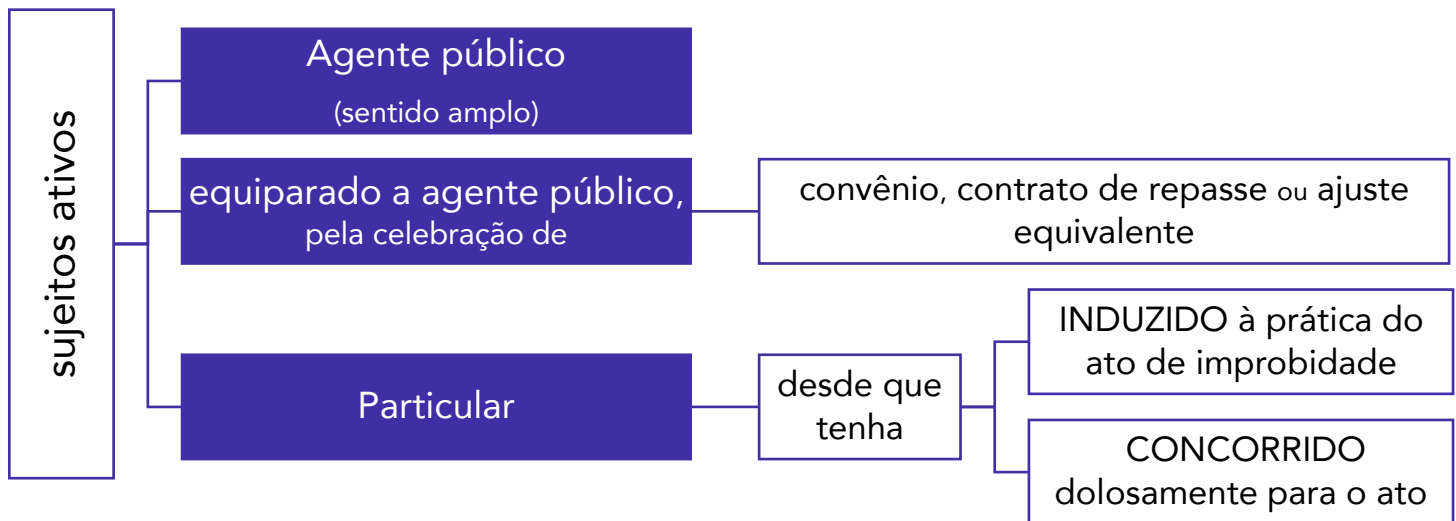 sujeitos ativos
Agente público
(sentido amplo)
equiparado a agente público,
pela celebração de
convênio, contrato de repasse ou ajuste
equivalente
Particular
desde que
tenha
INDUZIDO à prática do
ato de improbidade
CONCORRIDO
dolosamente para o ato